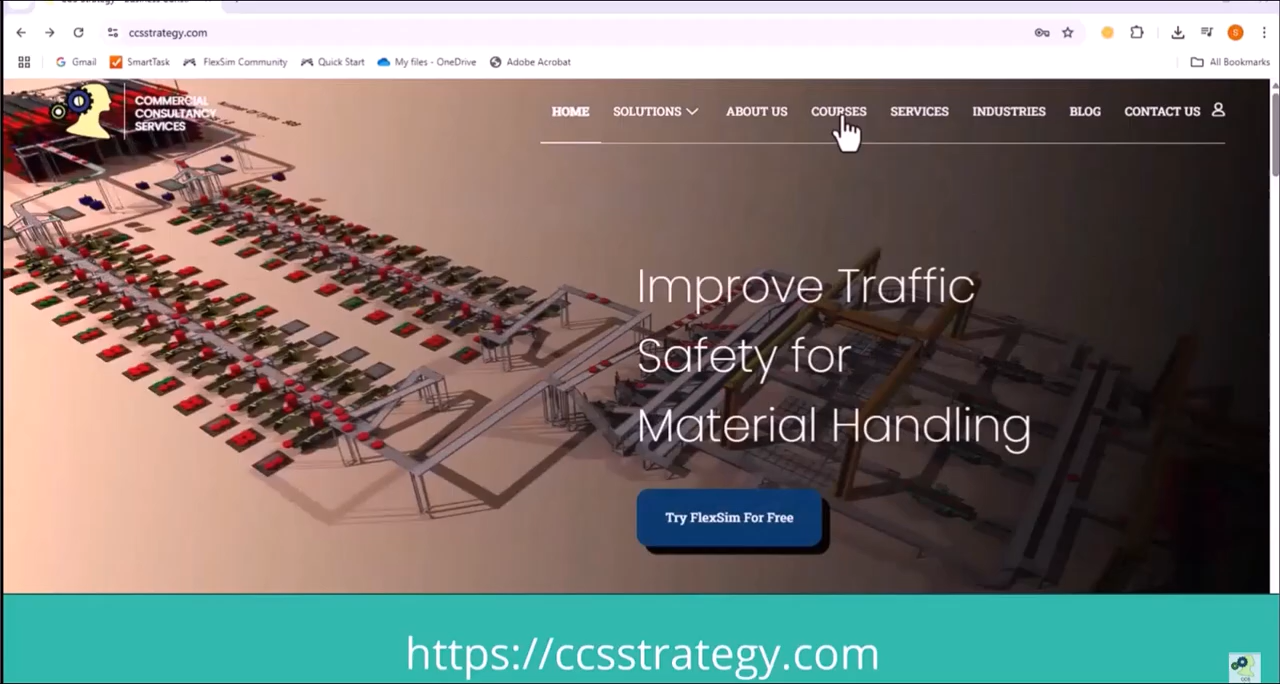 ccsstrategy.com
Gmail SmartTask FlexSim Community Quick Start My files - OneDrive Adobe Acrobat All Bookmarks
COMMERCIAL
CONSULTANCY
SERVICES
HOME SOLUTIONS ABOUT US COURSES SERVICES INDUSTRIES BLOG CONTACT US
Improve Traffic
Safety for
Material Handling
Try FlexSim For Free
https://ccsstrategy.com